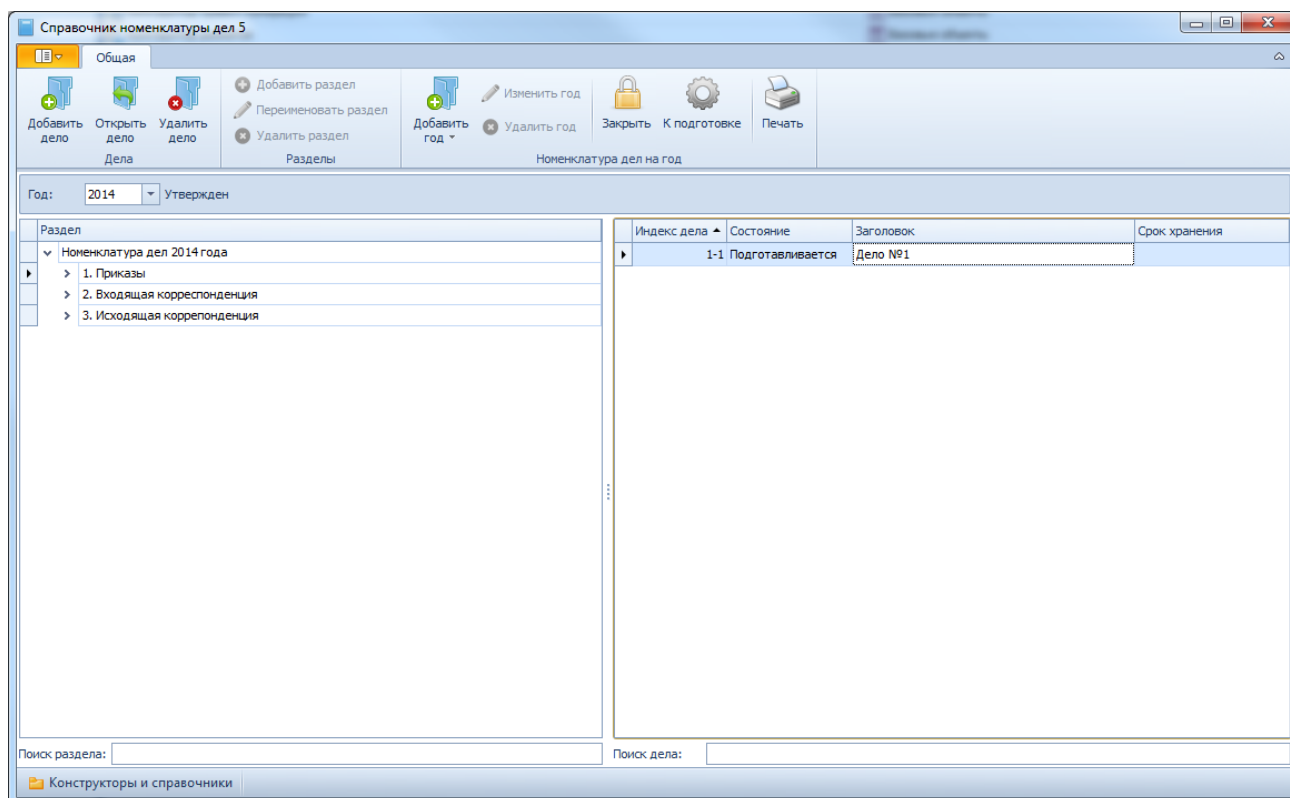 Справочник номенклатуры дел 5
Общая
Добавить дело
Открыть дело
Удалить дело
Дела
Добавить раздел
Переименовать раздел
Удалить раздел
Разделы
Добавить год
Изменить год
Удалить год
Закрыть
К подготовке
Печать
Номенклатура дел на год
Год: 2014 Утвержден
Раздел
Номенклатура дел 2014 года
1. Приказы
2. Входящая корреспонденция
3. Исходящая коррепонденция
Индекс дела Состояние Заголовок Срок хранения
1-1 Подготавливается Дело №1
Поиск раздела:
Поиск дела:
Конструкторы и справочники